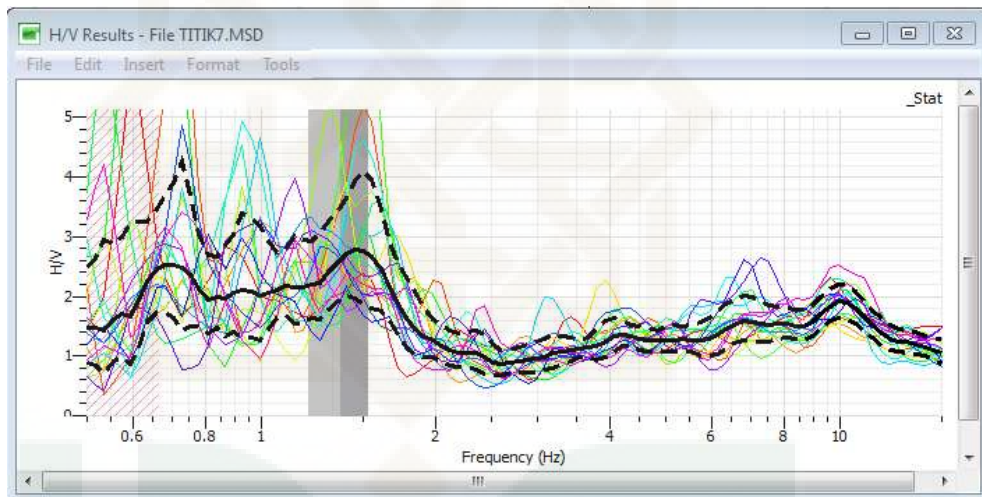 H/V Results - File TITIK7.MSD
File Edit Insert Format Tools
_Stat
5
4
3
2
1
0
H/V
0.6 0.8 1 2 4 6 8 10
Frequency (Hz)